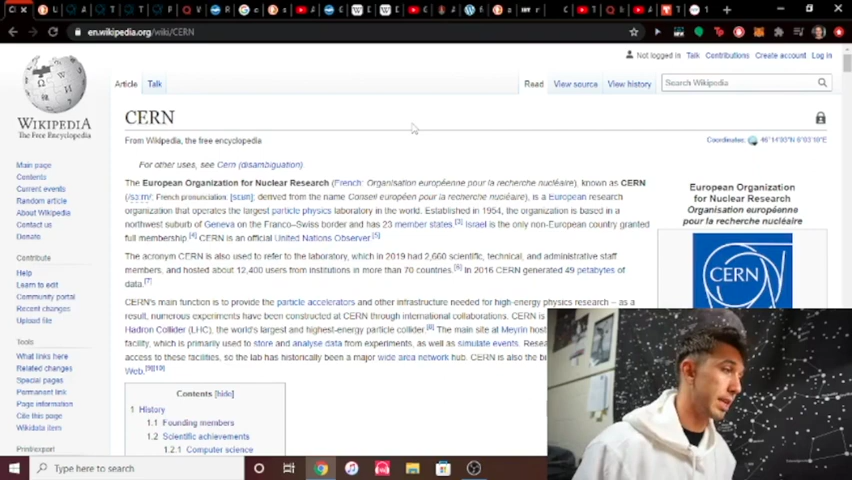 en.wikipedia.org/wiki/CERN
Not logged in Talk Contributions Create account Log in
Article Talk Read View source View history Search Wikipedia
WIKIPEDIA
The Free Encyclopedia
CERN
From Wikipedia, the free encyclopedia
Coordinates:
For other uses, see Cern (disambiguation)
The European Organization for Nuclear Research (French: Organisation européenne pour la recherche nucléaire), known as CERN
French pronunciation: derived from the name Conseil européen pour la recherche nucléaire), is a European research
organization that operates the largest particle physics laboratory in the world. Established in 1954, the organization is based in a
northwest suburb of Geneva on the Franco–Swiss border and has 23 member states.[3] Israel is the only non-European country granted
full membership.[4] CERN is an official United Nations Observer.[5]
The acronym CERN is also used to refer to the laboratory, which in 2019 had 2,660 scientific, technical, and administrative staff
members, and hosted about 12,400 users from institutions in more than 70 countries.[6] In 2016 CERN generated 49 petabytes of
data.[7]
CERN's main function is to provide the particle accelerators and other infrastructure needed for high-energy physics research – as a
result, numerous experiments have been constructed at CERN through international collaborations. CERN is
Hadron Collider (LHC), the world's largest and highest-energy particle collider.[8] The main site at Meyrin
facility, which is primarily used to store and analyse data from experiments, as well as simulate events.
access to these facilities, so the lab has historically been a major wide area network hub. CERN is also the
Web.[9][10]
European Organization
for Nuclear Research
Organisation européenne
pour la recherche nucléaire
CERN
Main page
Contents
Current events
Random article
About Wikipedia
Contact us
Donate
Contribute
Help
Learn to edit
Community portal
Recent changes
Upload file
Tools
What links here
Related changes
Special pages
Permanent link
Page information
Cite this page
Wikidata item
Print/export
Contents [hide]
1 History
1.1 Founding members
1.2 Scientific achievements
1.2.1 Computer science
Type here to search